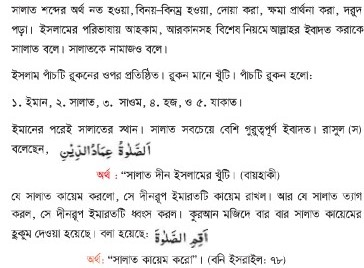 সালাত শব্দের অর্থ নত হওয়া, বিনয়-বিনম্র হওয়া, দোয়া করা, ক্ষমা প্রার্থনা করা, দরূদ
পড়া। ইসলামের পরিভাষায় আহকাম, আরকানসহ বিশেষ নিয়মে আল্লাহর ইবাদত করাকে
সালাত বলে। সালাতকে নামাজও বলে।
ইসলাম পাঁচটি রুকনের ওপর প্রতিষ্ঠিত। রুকন মানে খুঁটি। পাঁচটি রুকন হলো:
১. ইমান, ২. সালাত, ৩. সাওম, ৪. হজ, ও ৫. যাকাত।
ইমানের পরেই সালাতের স্থান। সালাত সবচেয়ে বেশি গুরুত্বপূর্ণ ইবাদত। রাসুল (স)
বলেছেন, اَلصَّلٰوةُ عِمَادُ الدِّيْنِ
অর্থ : “সালাত দীন ইসলামের খুঁটি। (বায়হাকী)
যে সালাত কায়েম করলো, সে দীনরূপ ইমারতটি কায়েম রাখল। আর যে সালাত ত্যাগ
করল, সে দীনরূপ ইমারতটি ধ্বংস করল। কুরআন মজিদে বার বার সালাত কায়েমের
হুকুম দেওয়া হয়েছে। বলা হয়েছে: اَقِمِ الصَّلٰوةَ
অর্থ: “সালাত কায়েম করো”। (বনি ইসরাইল: ৭৮)